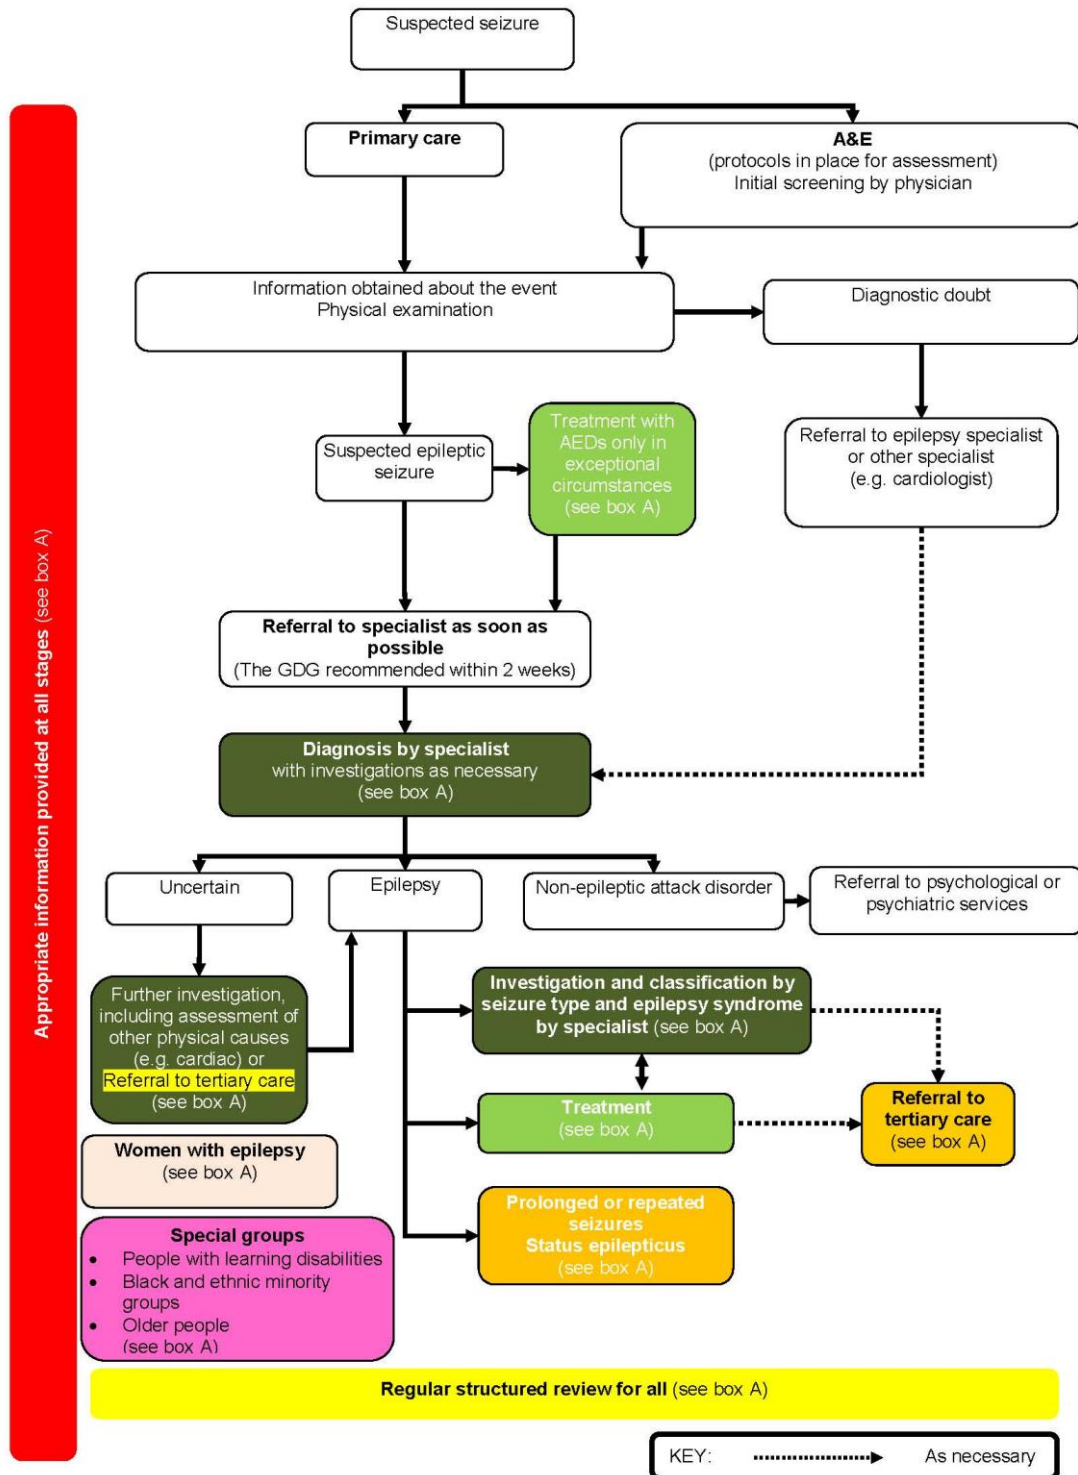 Suspected seizure
Primary care
A&E
(protocols in place for assessment)
Initial screening by physician
Information obtained about the event
Physical examination
Diagnostic doubt
Treatment with
AEDs only in
exceptional
circumstances
(see box A)
Suspected epileptic
seizure
Referral to epilepsy specialist
or other specialist
(e.g. cardiologist)
Appropriate information provided at all stages (see box A)
Referral to specialist as soon as
possible
(The GDG recommended within 2 weeks)
Diagnosis by specialist
with investigations as necessary
(see box A)
Uncertain
Epilepsy
Non-epileptic attack disorder
Referral to psychological or
psychiatric services
Further investigation,
including assessment of
other physical causes
(e.g. cardiac) or
Referral to tertiary care
(see box A)
Investigation and classification by
seizure type and epilepsy syndrome
by specialist (see box A)
Treatment
(see box A)
Referral to
tertiary care
(see box A)
Women with epilepsy
(see box A)
Prolonged or repeated
seizures
Status epilepticus
(see box A)
Special groups
• People with learning disabilities
• Black and ethnic minority
groups
• Older people
(see box A)
Regular structured review for all (see box A)
KEY: As necessary